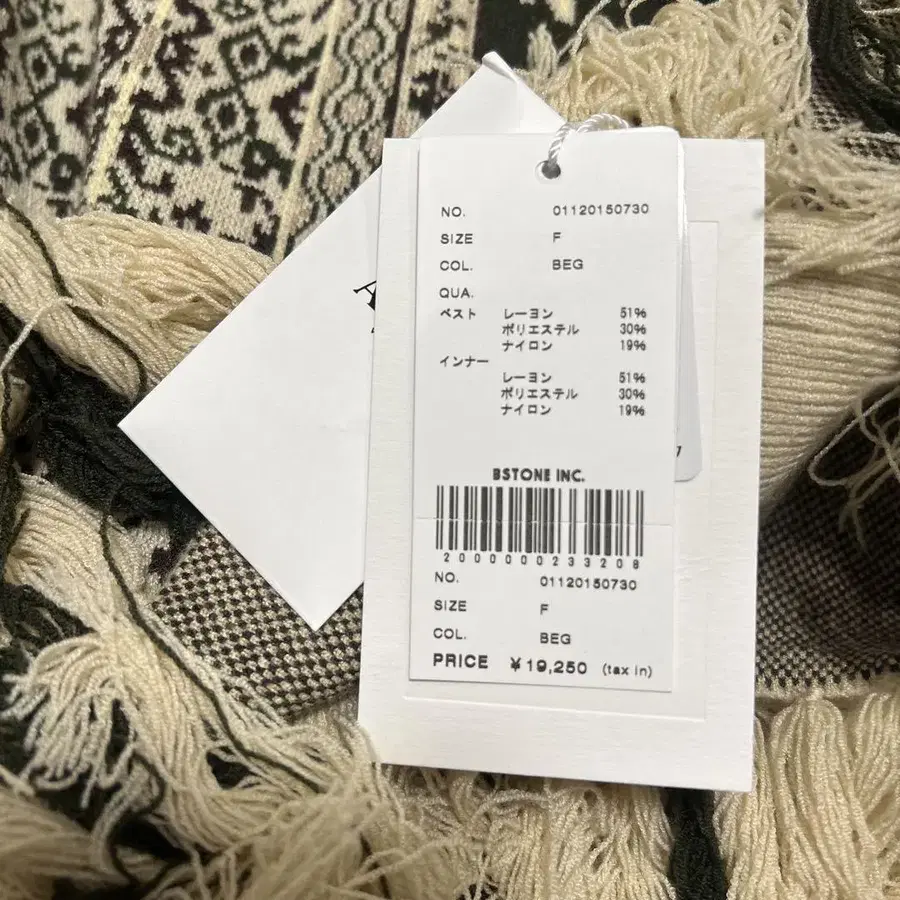 NO. 01120150730
SIZE F
COL. BEG
QUA.
ベスト レーヨン 51%
ポリエステル 30%
ナイロン 19%
インナー
レーヨン 51%
ポリエステル 30%
ナイロン 19%
BSTONE INC.
2000000233208
NO. 01120150730
SIZE F
COL. BEG
PRICE ¥19,250 (tax in)